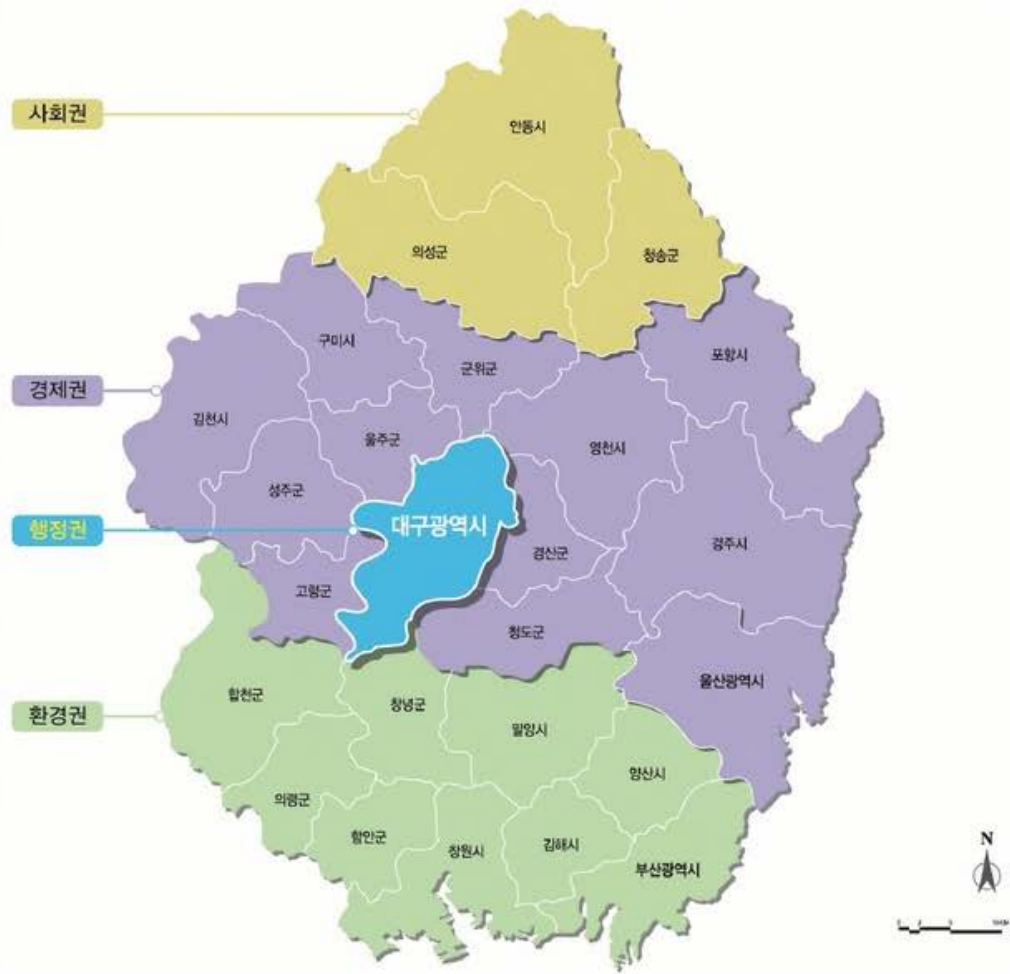 사회권
안동시
의성군
청송군
구미시
군위군
포항시
경제권
김천시
울주군
영천시
성주군
행정권
대구광역시
경산군
경주시
고령군
청도군
울산광역시
환경권
합천군
창녕군
밀양시
양산시
의령군
함안군
창원시
김해시
부산광역시
N